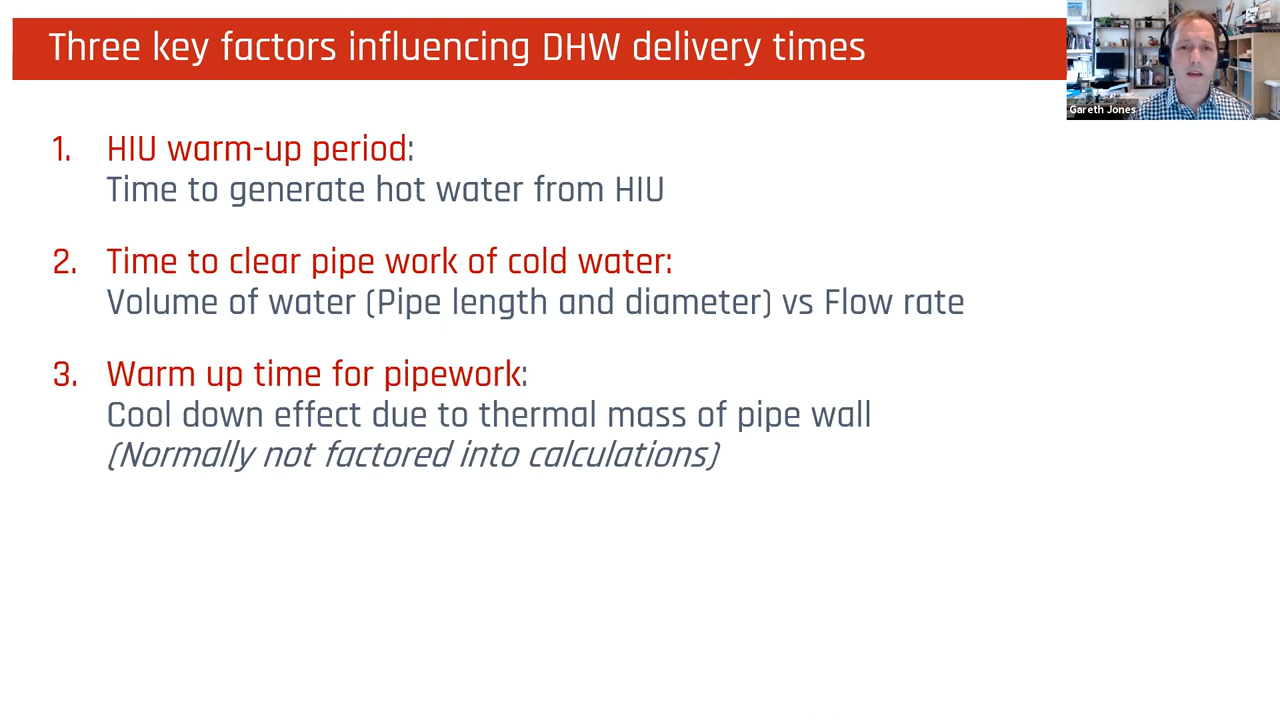 Three key factors influencing DHW delivery times
Gareth Jones
1. HIU warm-up period:
Time to generate hot water from HIU
2. Time to clear pipe work of cold water:
Volume of water (Pipe length and diameter) vs Flow rate
3. Warm up time for pipework:
Cool down effect due to thermal mass of pipe wall
(Normally not factored into calculations)